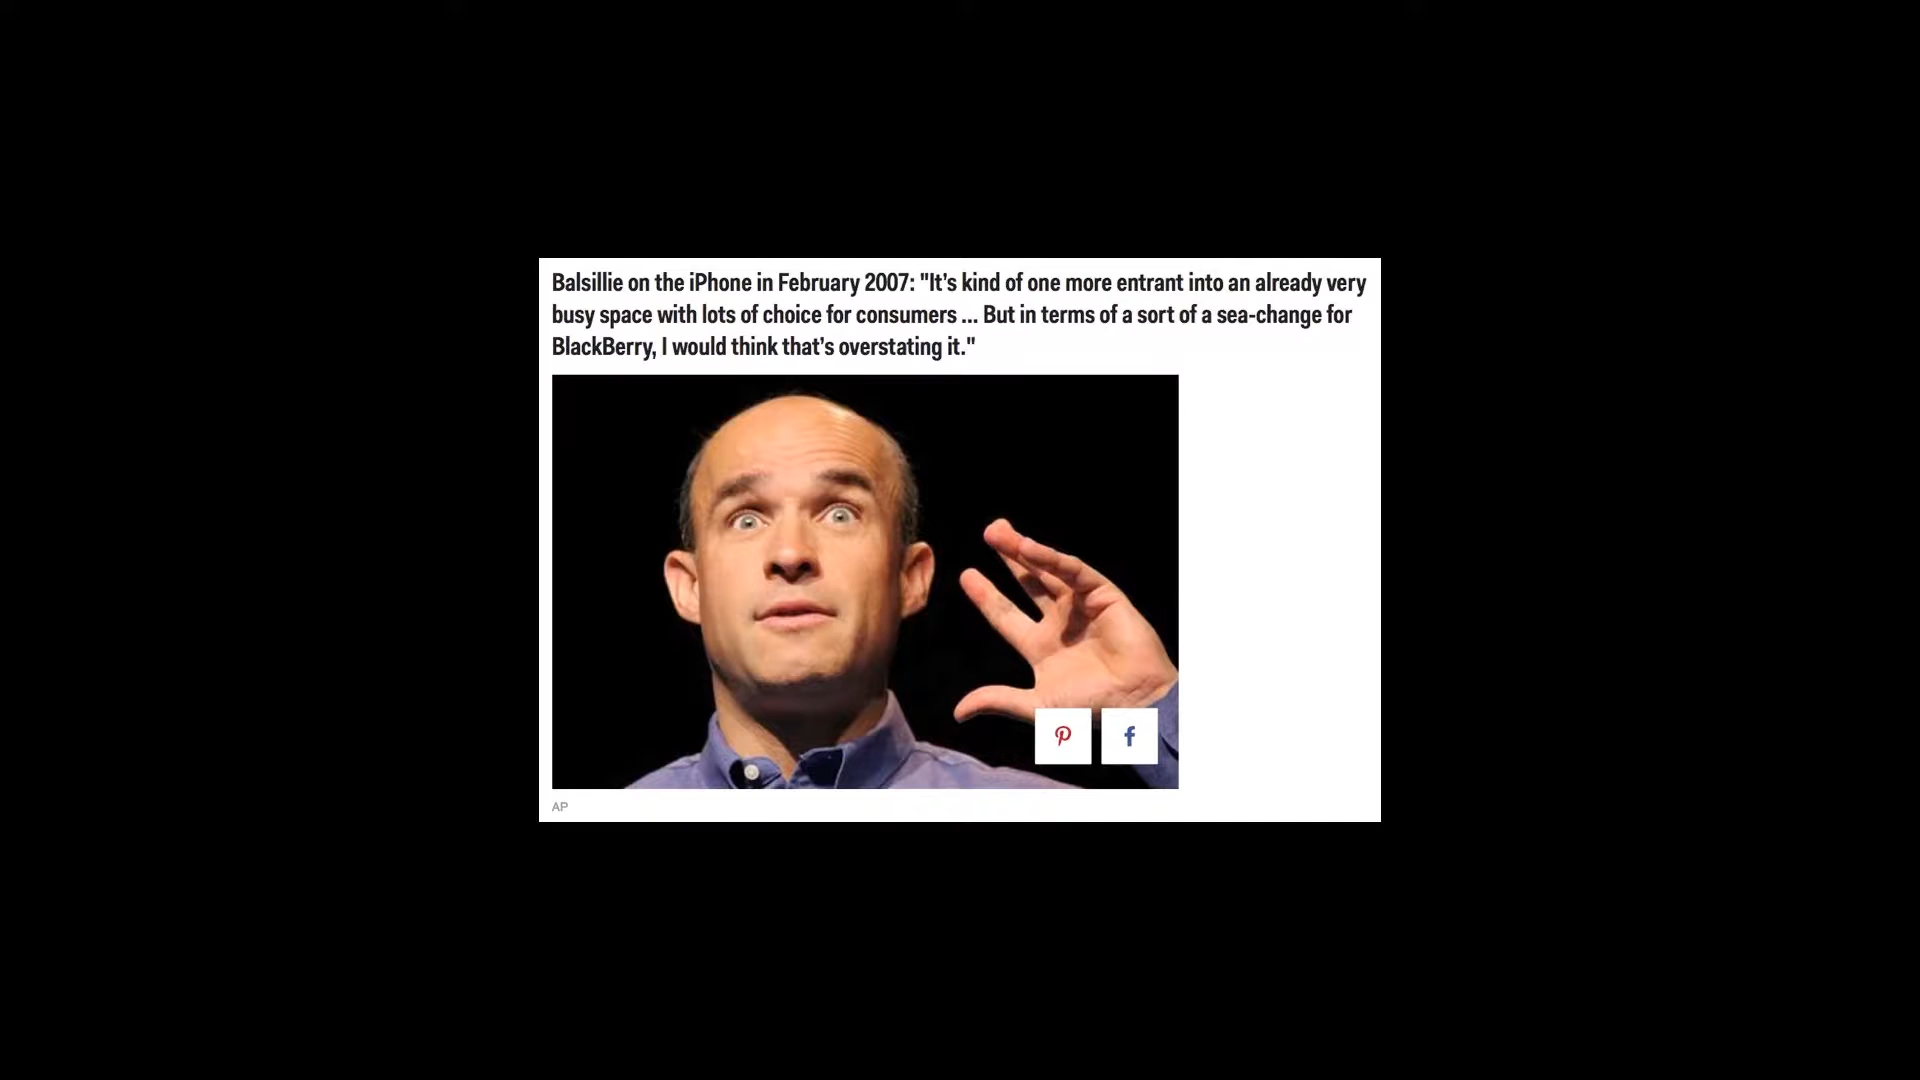 Balsillie on the iPhone in February 2007: "It’s kind of one more entrant into an already very
busy space with lots of choice for consumers ... But in terms of a sort of a sea-change for
BlackBerry, I would think that’s overstating it."
AP